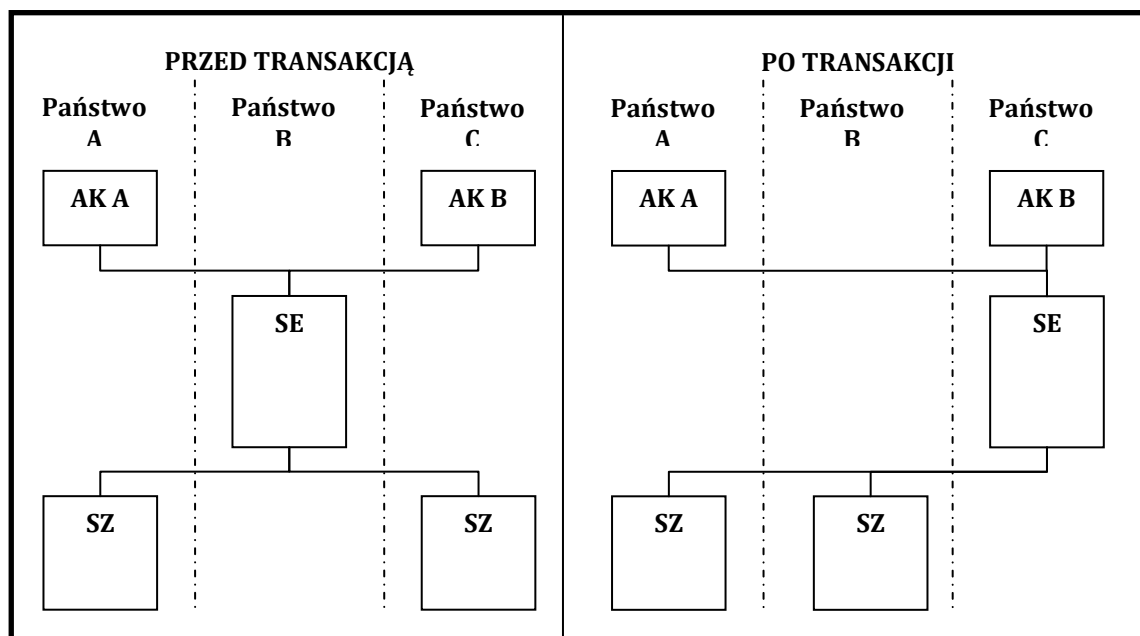 PRZED TRANSAKCJĄ
Państwo A
Państwo B
Państwo C
AK A
AK B
SE
SZ
SZ
PO TRANSAKCJI
Państwo A
Państwo B
Państwo C
AK A
AK B
SE
SZ
SZ